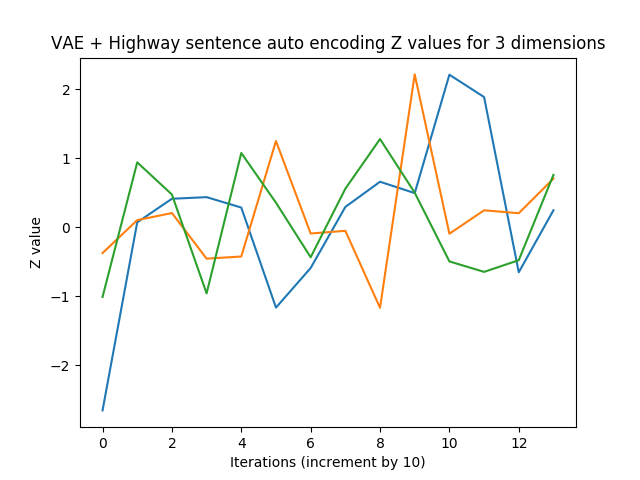 VAE + Highway sentence auto encoding Z values for 3 dimensions
Z value
2
1
0
−1
−2
0 2 4 6 8 10 12
Iterations (increment by 10)